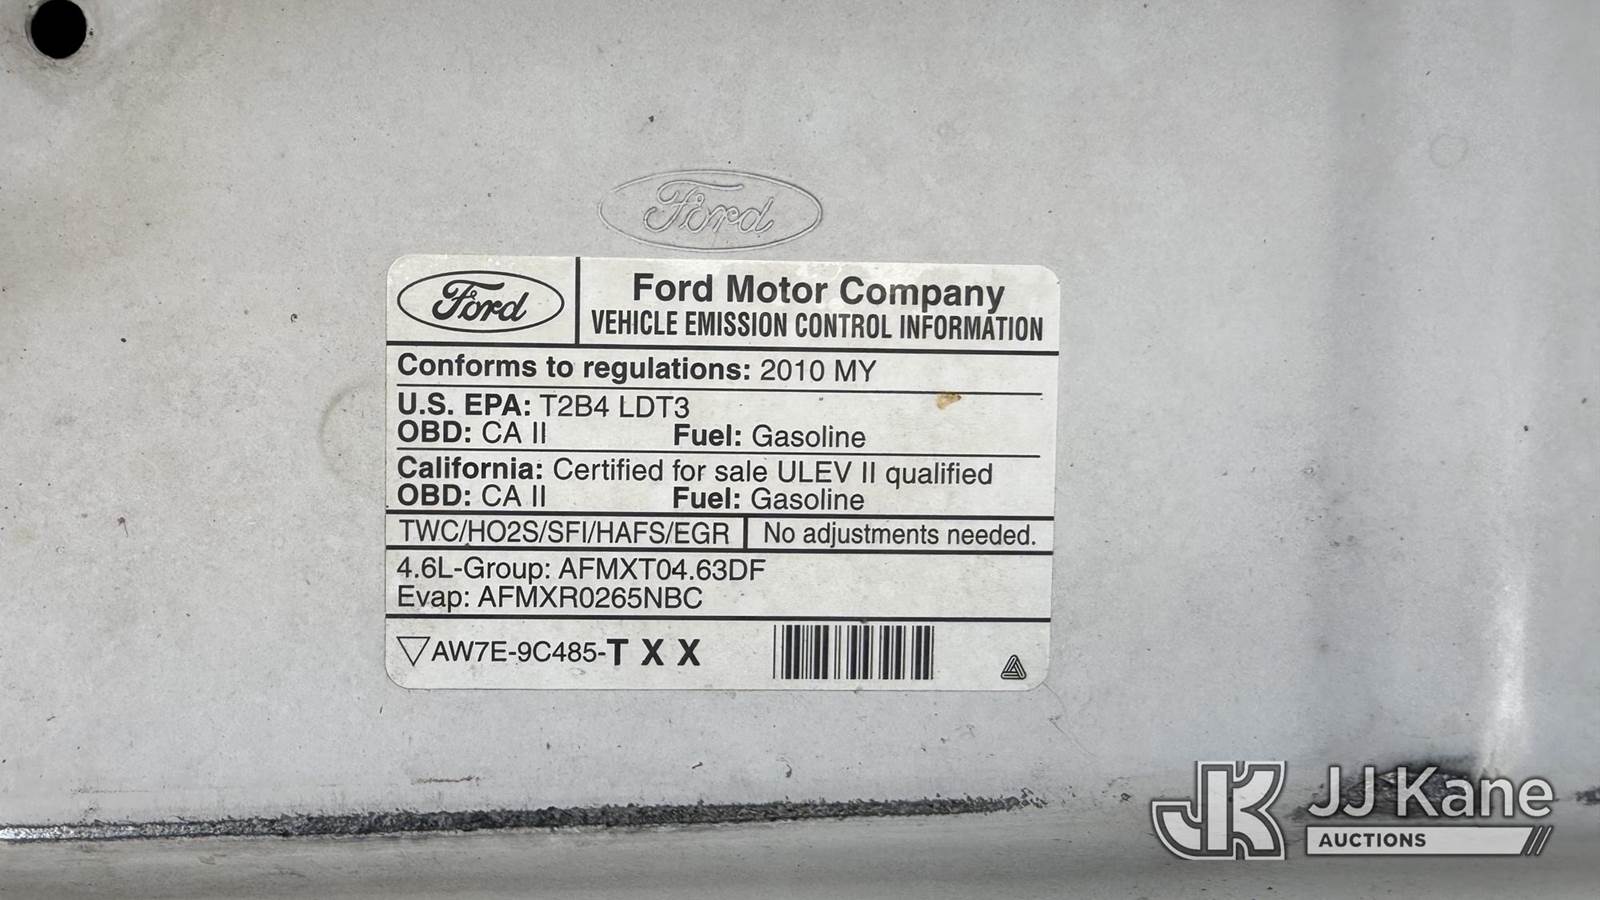 Ford
Ford
Ford Motor Company
VEHICLE EMISSION CONTROL INFORMATION
Conforms to regulations: 2010 MY
U.S. EPA: T2B4 LDT3
OBD: CA II Fuel: Gasoline
California: Certified for sale ULEV II qualified
OBD: CA II Fuel: Gasoline
TWC/HO2S/SFI/HAFS/EGR No adjustments needed.
4.6L-Group: AFMXT04.63DF
Evap: AFMXR0265NBC
AW7E-9C485-T X X
JK JJ Kane
AUCTIONS